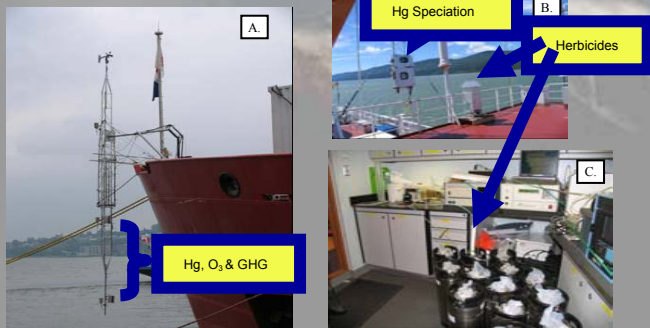 A.
Hg, O₃ & GHG
Hg Speciation
B.
Herbicides
C.